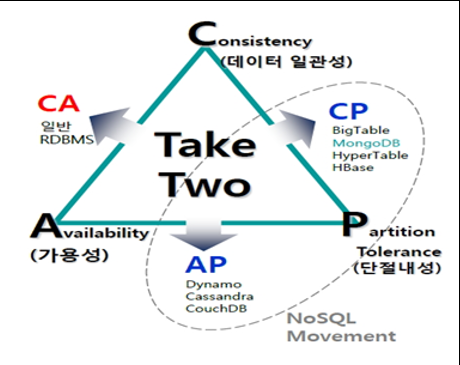 Consistency
(데이터 일관성)
CA
일반
RDBMS
CP
BigTable
MongoDB
HyperTable
HBase
Take
Two
Availability
(가용성)
Partition
Tolerance
(단절내성)
AP
Dynamo
Cassandra
CouchDB
NoSQL
Movement